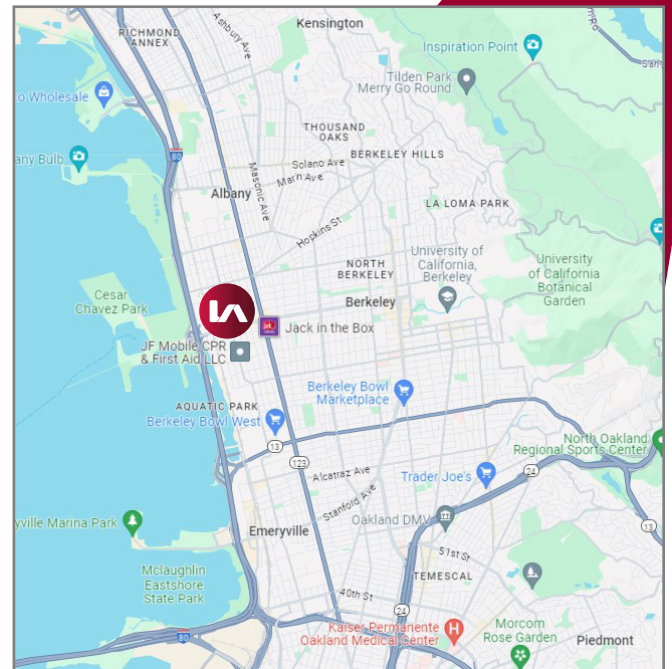 Kensington
Ashbury Ave
RICHMOND
ANNEX
Inspiration Point
Tilden Park
Merry Go Round
co Wholesale
THOUSAND
OAKS
BERKELEY HILLS
Solano Ave
Marin Ave
any Bulb
80
Masonic Ave
Albany
LA LOMA PARK
Hopkins St
University of
California,
Berkeley
NORTH
BERKELEY
University
of California
Botanical
Garden
Cesar
Chavez Park
Berkeley
LA
Jack in the Box
JF Mobile CPR
& First Aid LLC
Berkeley Bowl
Marketplace
AQUATIC PARK
Berkeley Bowl West
13
North Oakland
Regional Sports Center
123
24
Alcatraz Ave
Trader Joe's
Stanford Ave
Oakland DMV
yville Marina Park
Emeryville
13
51st St
Mclaughlin
Eastshore
State Park
TEMESCAL
40th St
24
Kaiser Permanente
Oakland Medical Center
H
Morcom
Rose Garden
80
Piedmont